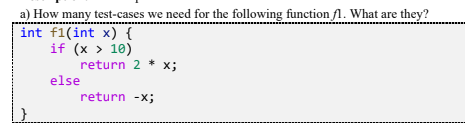 a) How many test-cases we need for the following function f1. What are they?
int f1(int x) {
    if (x > 10)
        return 2 * x;
    else
        return -x;
}